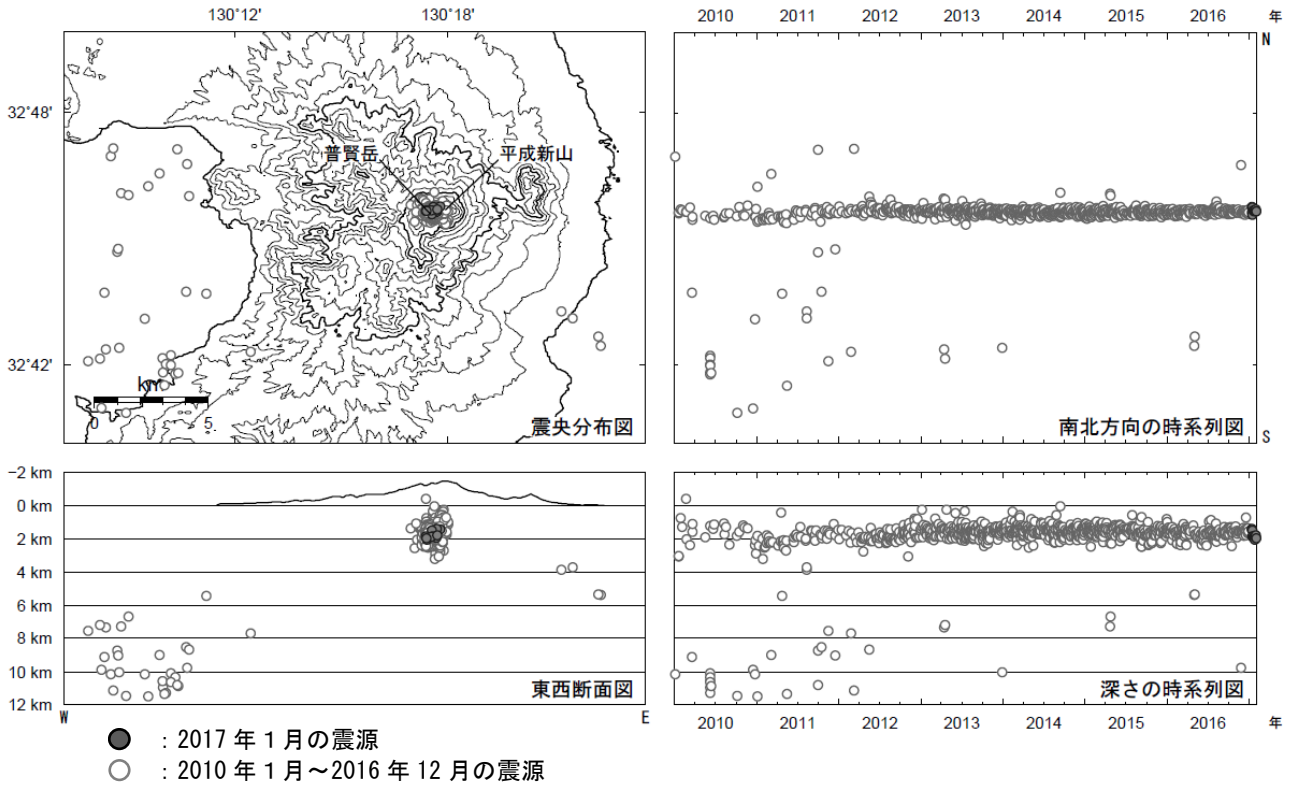 130°12′ 130°18′
2010 2011 2012 2013 2014 2015 2016 年
N
32°48′
普賢岳 平成新山
32°42′
km
0 5
震央分布図
南北方向の時系列図
S
−2 km
0 km
2 km
4 km
6 km
8 km
10 km
12 km
東西断面図
深さの時系列図
W E
2010 2011 2012 2013 2014 2015 2016 年
：2017 年 1 月の震源
：2010 年 1 月～2016 年 12 月の震源